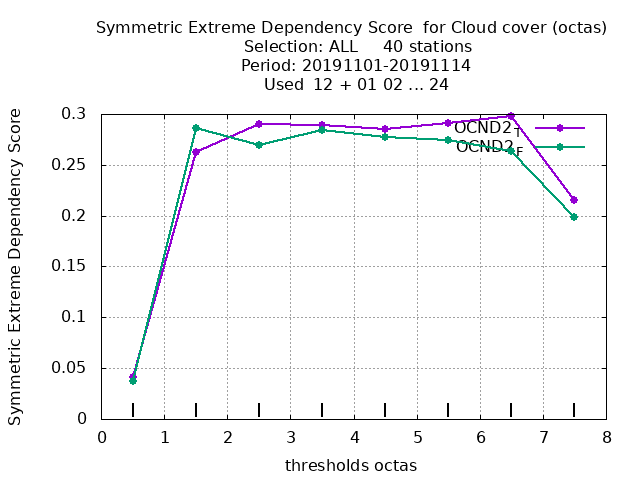 Symmetric Extreme Dependency Score for Cloud cover (octas)
Selection: ALL 40 stations
Period: 20191101-20191114
Used 12 + 01 02 ... 24
Symmetric Extreme Dependency Score
0.3
0.25
0.2
0.15
0.1
0.05
0
OCND2_T
OCND2_F
0 1 2 3 4 5 6 7 8
thresholds octas